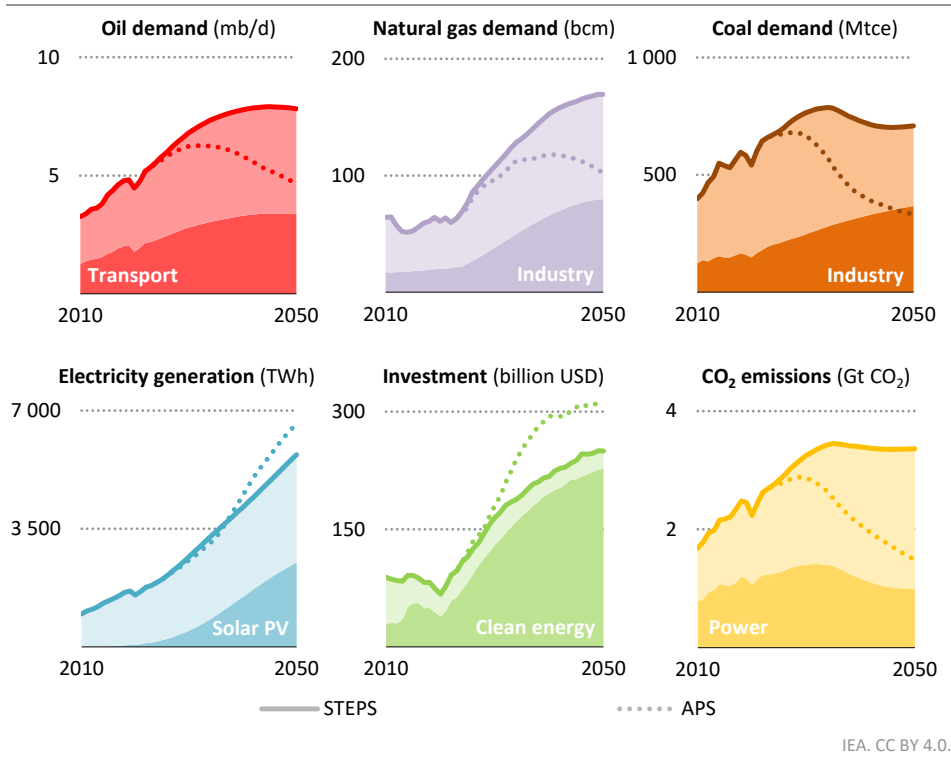 Oil demand (mb/d)
10
5
Transport
2010 2050
Natural gas demand (bcm)
200
100
Industry
2010 2050
Coal demand (Mtce)
1 000
500
Industry
2010 2050
Electricity generation (TWh)
7 000
3 500
Solar PV
2010 2050
Investment (billion USD)
300
150
Clean energy
2010 2050
CO₂ emissions (Gt CO₂)
4
2
Power
2010 2050
STEPS APS
IEA. CC BY 4.0.